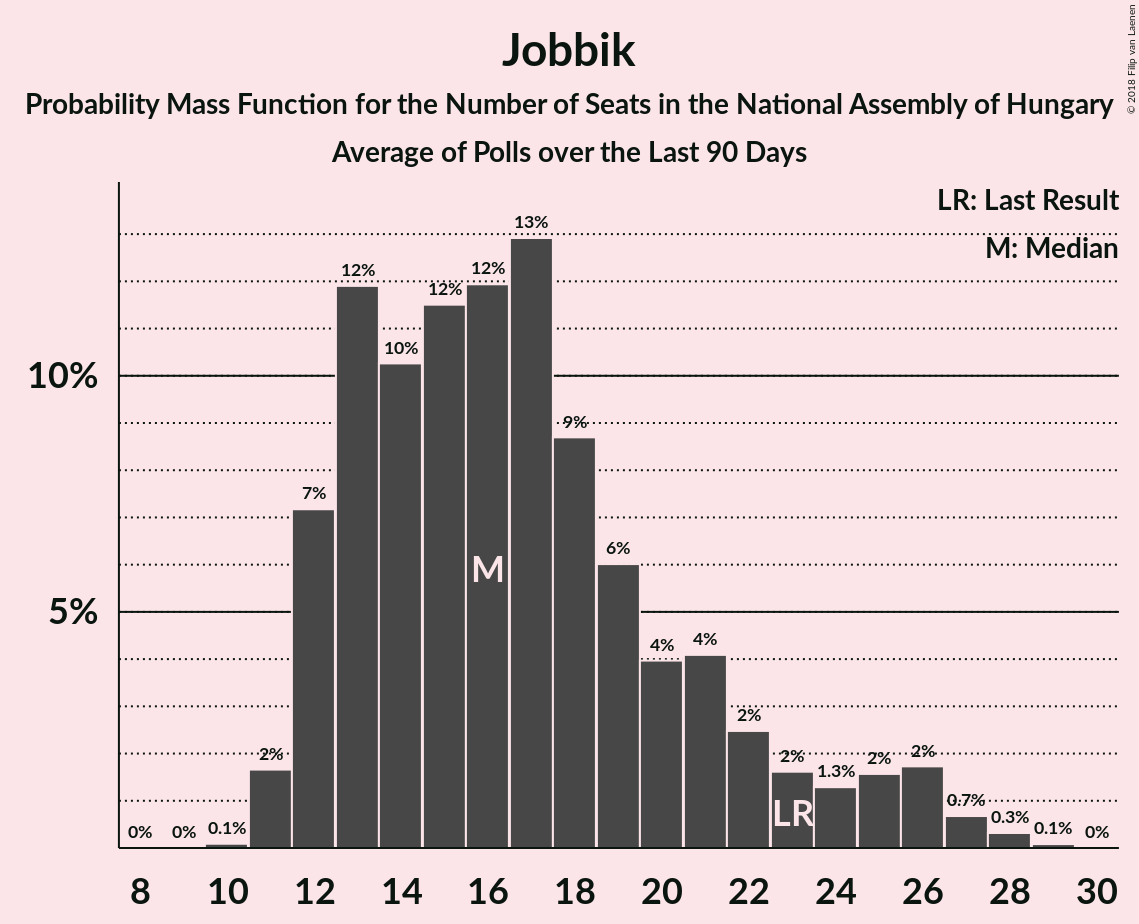 Jobbik
Probability Mass Function for the Number of Seats in the National Assembly of Hungary
Average of Polls over the Last 90 Days
© 2018 Filip van Laenen
LR: Last Result
M: Median
10%
5%
0%
0%
0.1%
2%
7%
12%
10%
12%
12%
13%
9%
6%
4%
4%
2%
2%
1.3%
2%
2%
0.7%
0.3%
0.1%
0%
M
LR
8 10 12 14 16 18 20 22 24 26 28 30